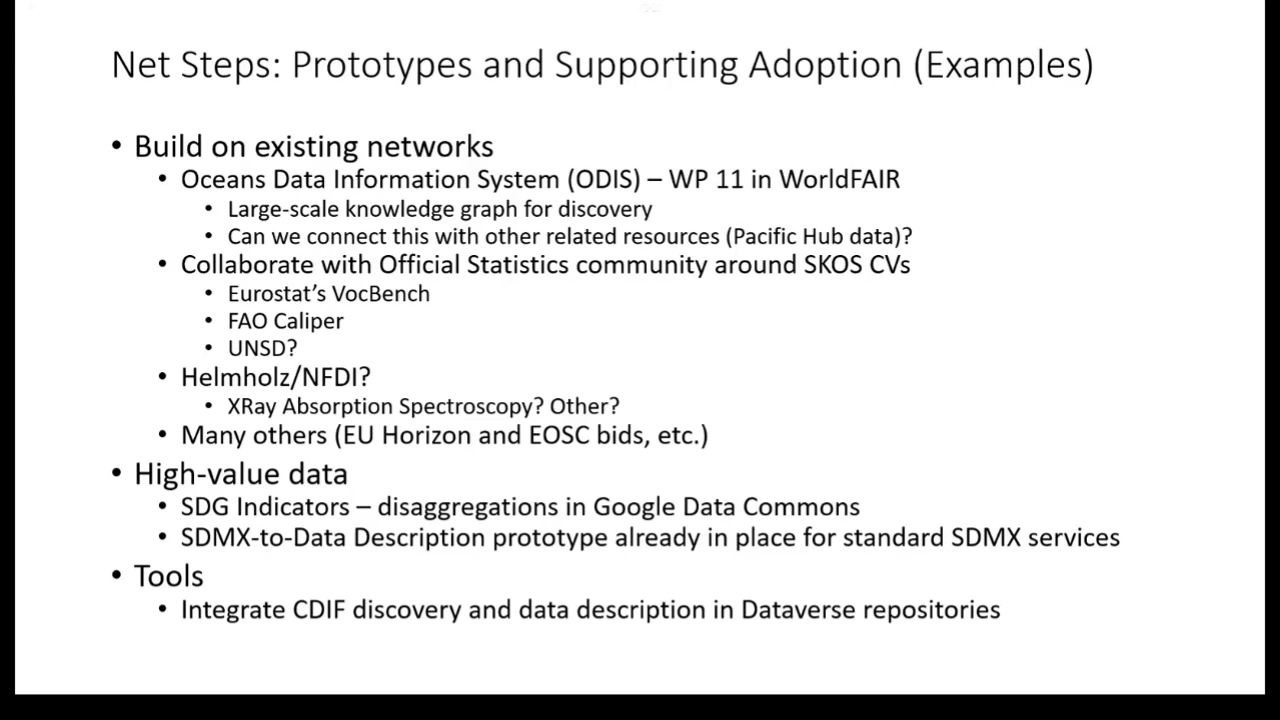 Net Steps: Prototypes and Supporting Adoption (Examples)
• Build on existing networks
• Oceans Data Information System (ODIS) – WP 11 in WorldFAIR
• Large-scale knowledge graph for discovery
• Can we connect this with other related resources (Pacific Hub data)?
• Collaborate with Official Statistics community around SKOS CVs
• Eurostat’s VocBench
• FAO Caliper
• UNSD?
• Helmholz/NFDI?
• XRay Absorption Spectroscopy? Other?
• Many others (EU Horizon and EOSC bids, etc.)
• High-value data
• SDG Indicators – disaggregations in Google Data Commons
• SDMX-to-Data Description prototype already in place for standard SDMX services
• Tools
• Integrate CDIF discovery and data description in Dataverse repositories